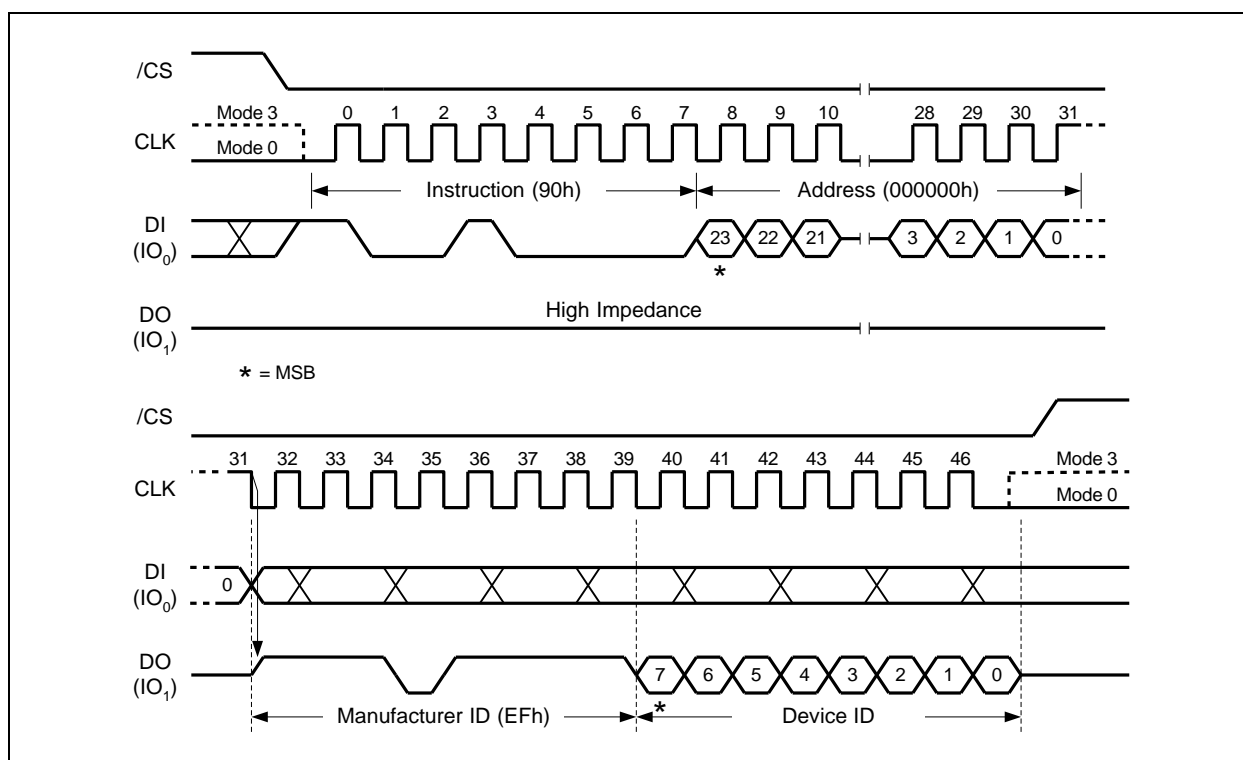 /CS
Mode 3 0 1 2 3 4 5 6 7 8 9 10 28 29 30 31
CLK
Mode 0
Instruction (90h) Address (000000h)
DI
(IO0)
23 22 21 3 2 1 0
*
DO
(IO1)
High Impedance
* = MSB
/CS
31 32 33 34 35 36 37 38 39 40 41 42 43 44 45 46 Mode 3
CLK
Mode 0
DI
(IO0)
0
DO
(IO1)
7 6 5 4 3 2 1 0
*
Manufacturer ID (EFh) Device ID